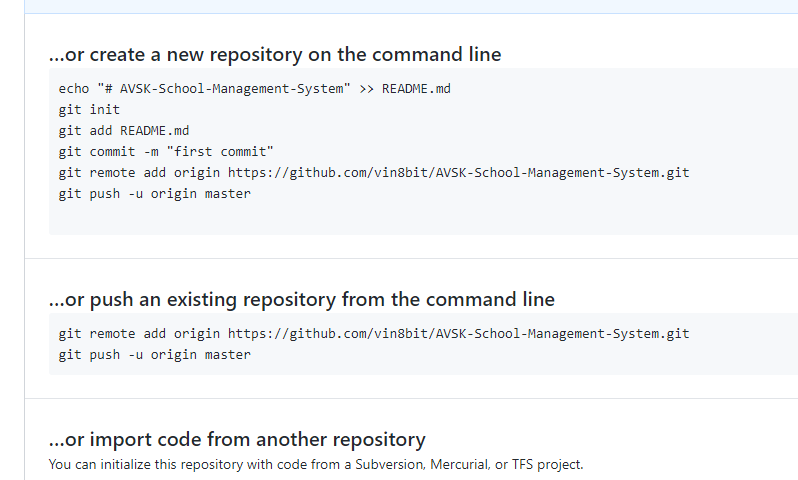 ...or create a new repository on the command line
echo "# AVSK-School-Management-System" >> README.md
git init
git add README.md
git commit -m "first commit"
git remote add origin https://github.com/vin8bit/AVSK-School-Management-System.git
git push -u origin master
...or push an existing repository from the command line
git remote add origin https://github.com/vin8bit/AVSK-School-Management-System.git
git push -u origin master
...or import code from another repository
You can initialize this repository with code from a Subversion, Mercurial, or TFS project.